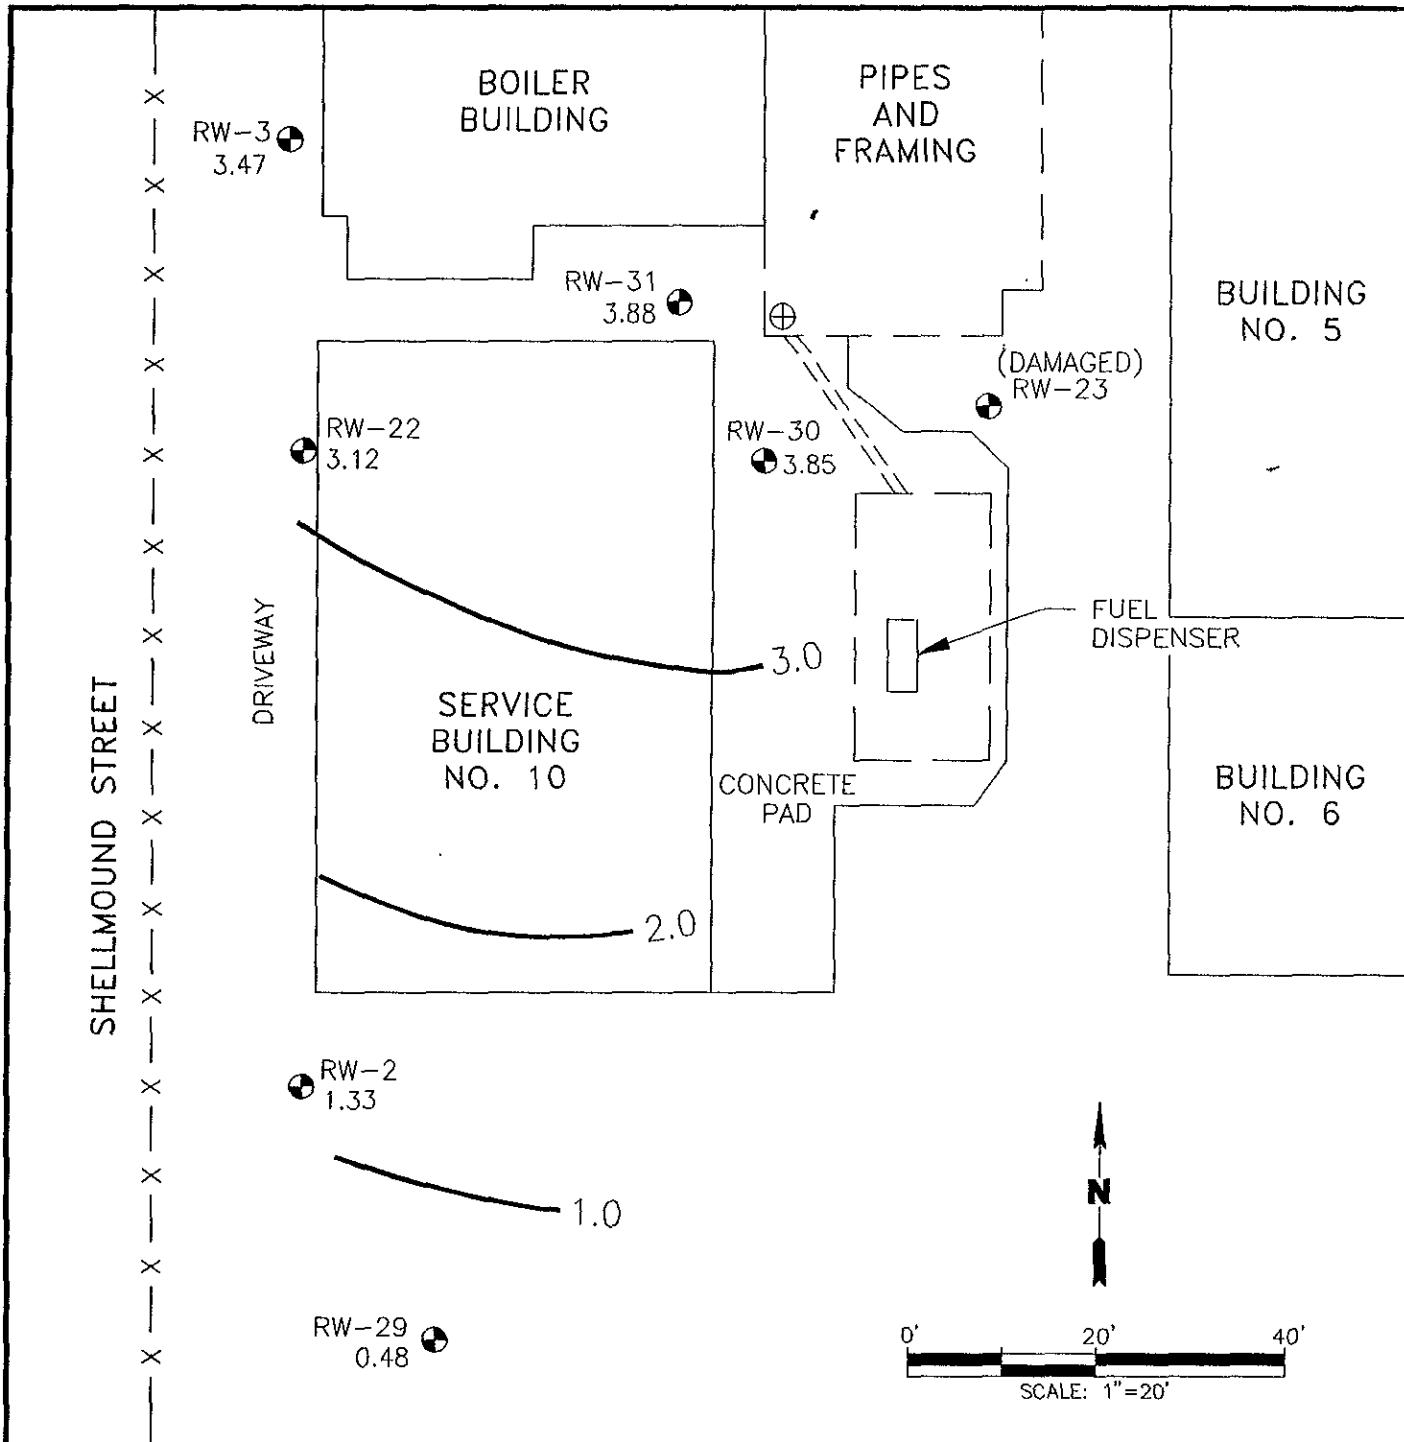 BOILER
BUILDING
PIPES
AND
FRAMING
RW-3
3.47
RW-31
3.88
BUILDING
NO. 5
(DAMAGED)
RW-23
RW-22
3.12
RW-30
3.85
FUEL
DISPENSER
DRIVEWAY
3.0
SERVICE
BUILDING
NO. 10
SHELLMOUND STREET
CONCRETE
PAD
BUILDING
NO. 6
2.0
RW-2
1.33
1.0
N
RW-29
0.48
0' 20' 40'
SCALE: 1"=20'